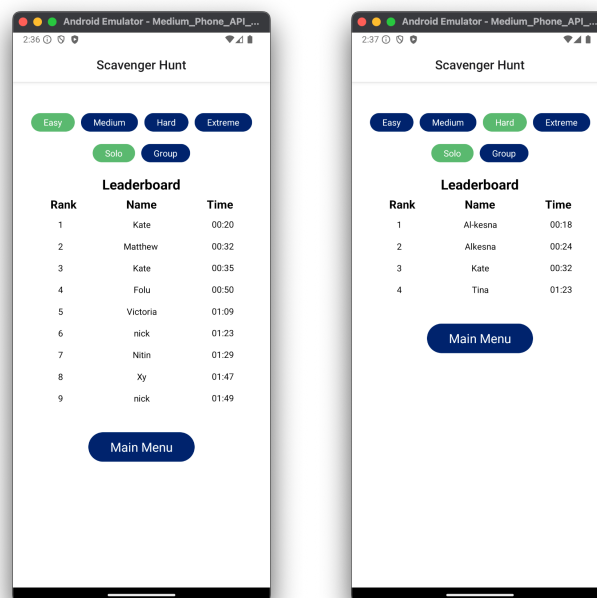 Android Emulator - Medium_Phone_API_...
2:36
Scavenger Hunt
Easy Medium Hard Extreme
Solo Group
Leaderboard
Rank Name Time
1 Kate 00:20
2 Matthew 00:32
3 Kate 00:35
4 Folu 00:50
5 Victoria 01:09
6 nick 01:23
7 Nitin 01:29
8 Xy 01:47
9 nick 01:49
Main Menu
Android Emulator - Medium_Phone_API_...
2:37
Scavenger Hunt
Easy Medium Hard Extreme
Solo Group
Leaderboard
Rank Name Time
1 Al-kesna 00:18
2 Alkesna 00:24
3 Kate 00:32
4 Tina 01:23
Main Menu